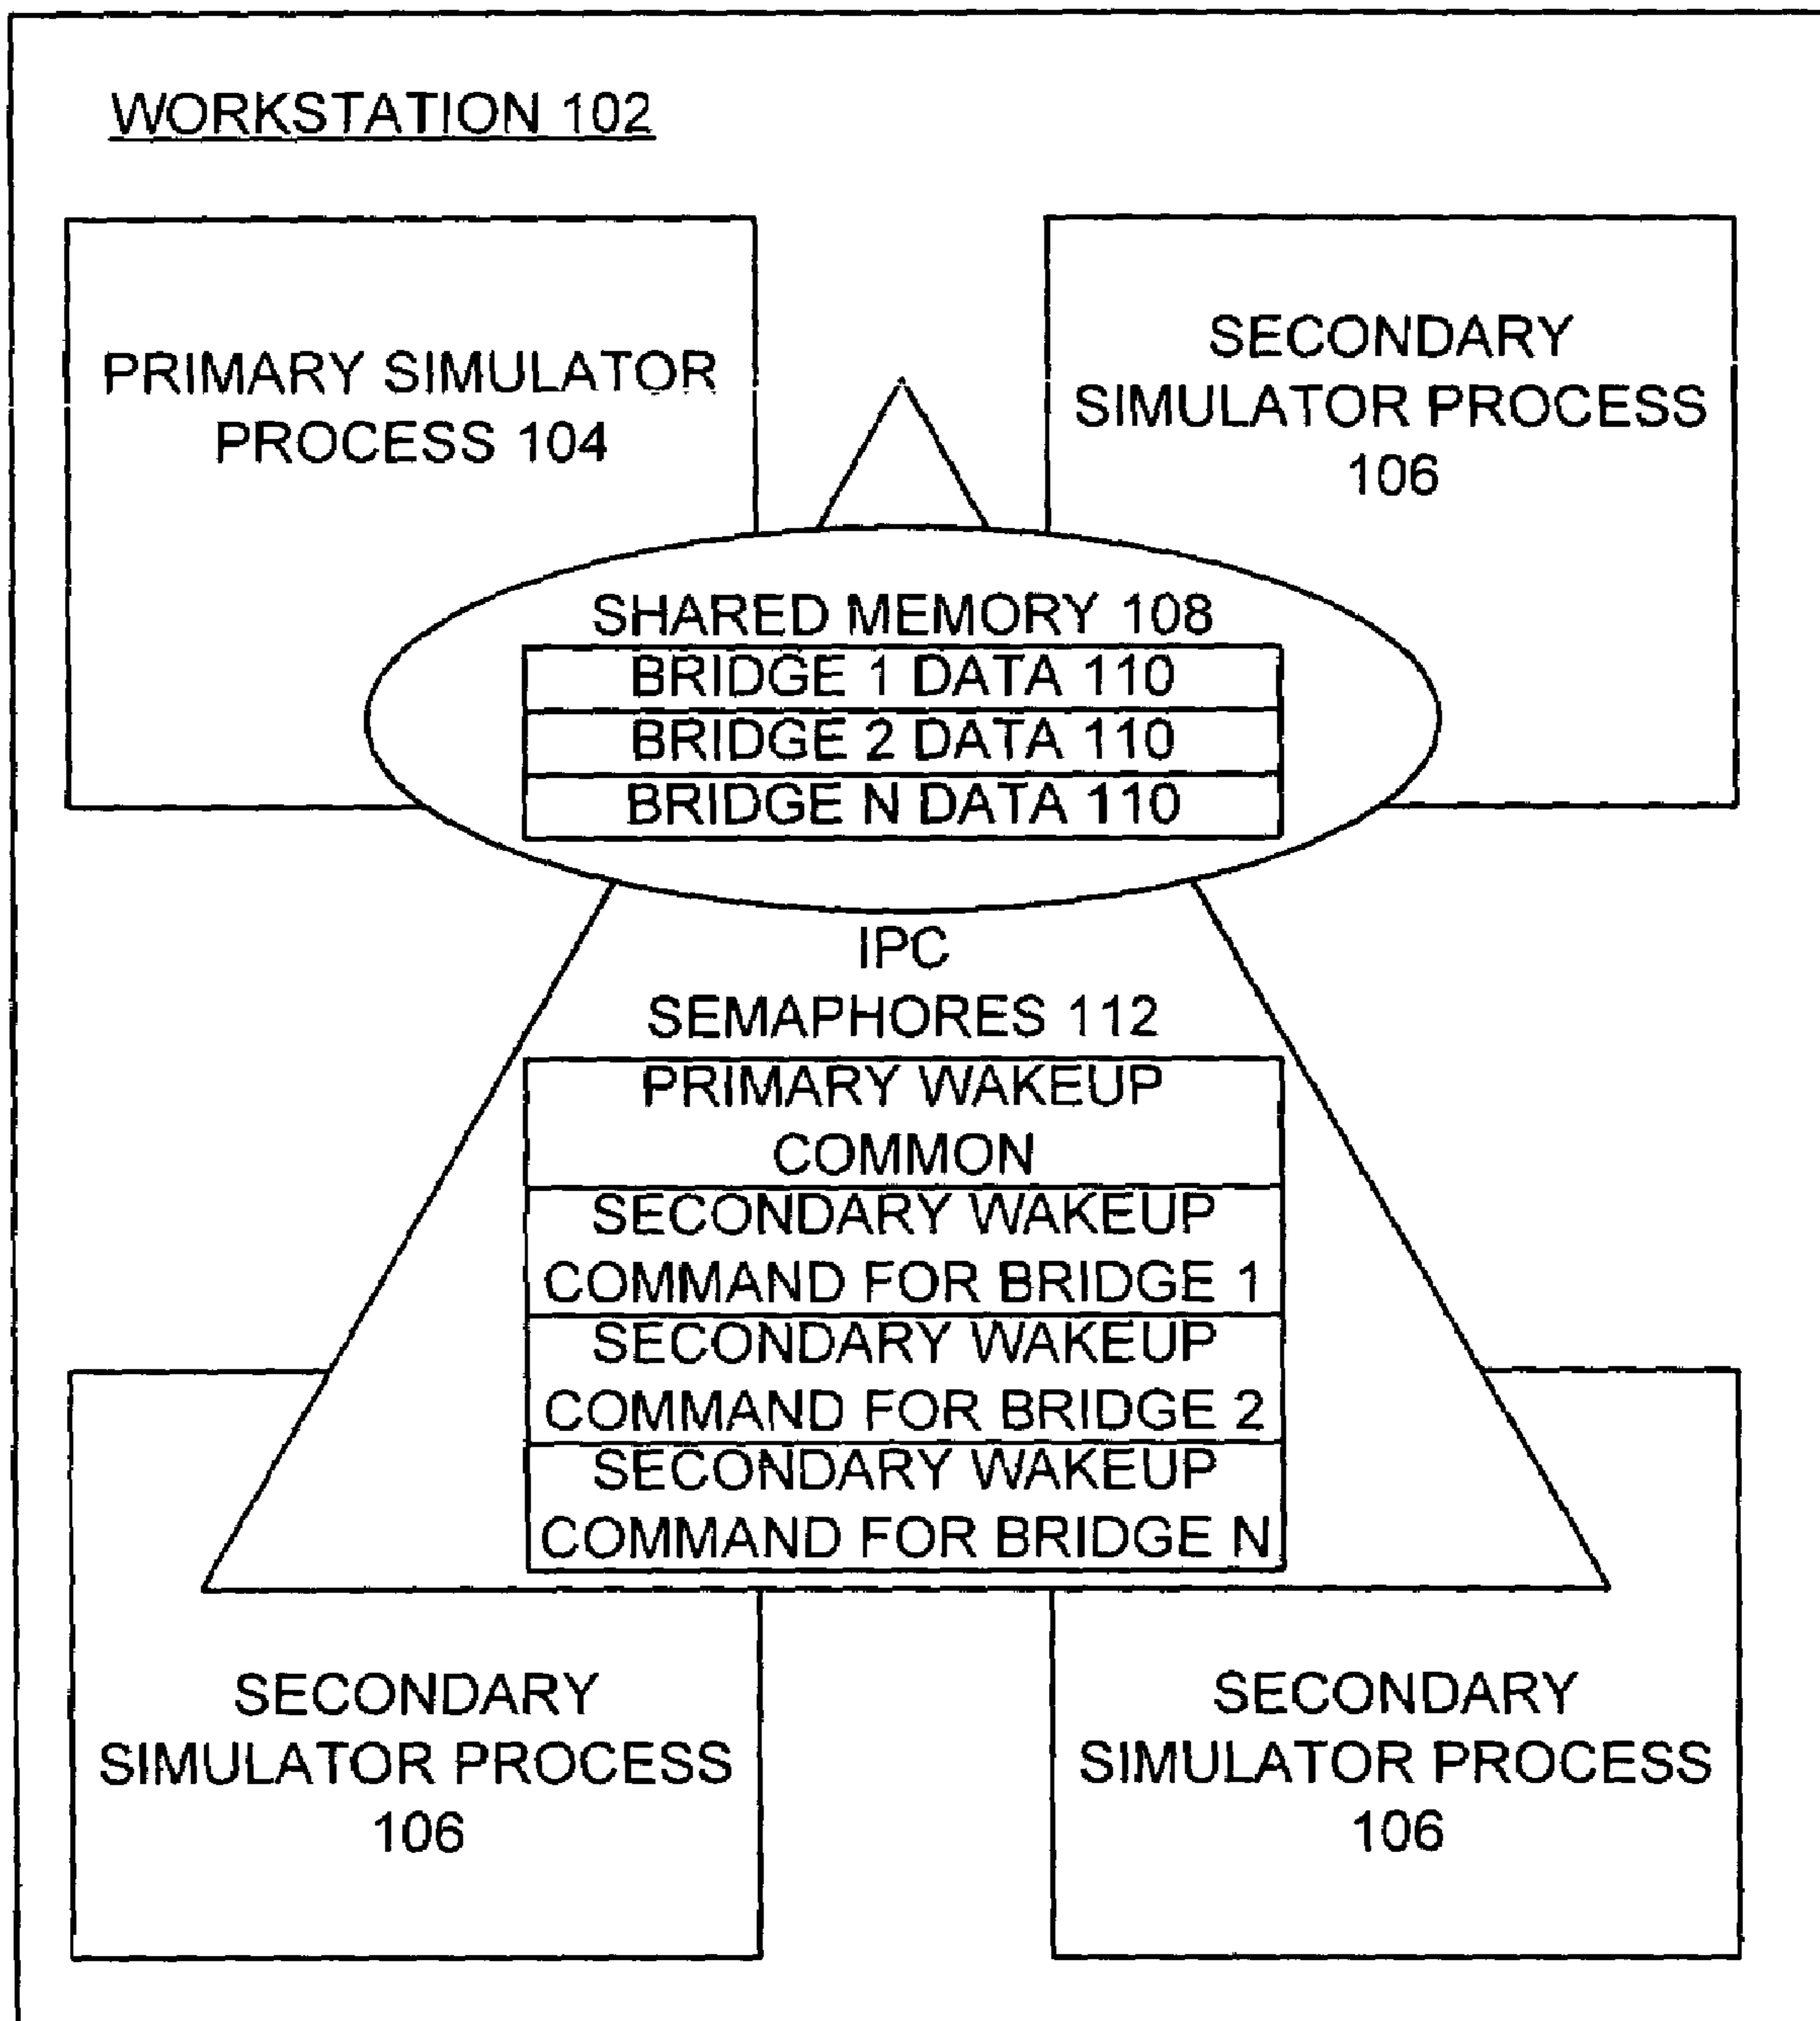 WORKSTATION 102
PRIMARY SIMULATOR
PROCESS 104
SECONDARY
SIMULATOR PROCESS
106
SHARED MEMORY 108
BRIDGE 1 DATA 110
BRIDGE 2 DATA 110
BRIDGE N DATA 110
IPC
SEMAPHORES 112
PRIMARY WAKEUP
COMMON
SECONDARY WAKEUP
COMMAND FOR BRIDGE 1
SECONDARY WAKEUP
COMMAND FOR BRIDGE 2
SECONDARY WAKEUP
COMMAND FOR BRIDGE N
SECONDARY
SIMULATOR PROCESS
106
SECONDARY
SIMULATOR PROCESS
106